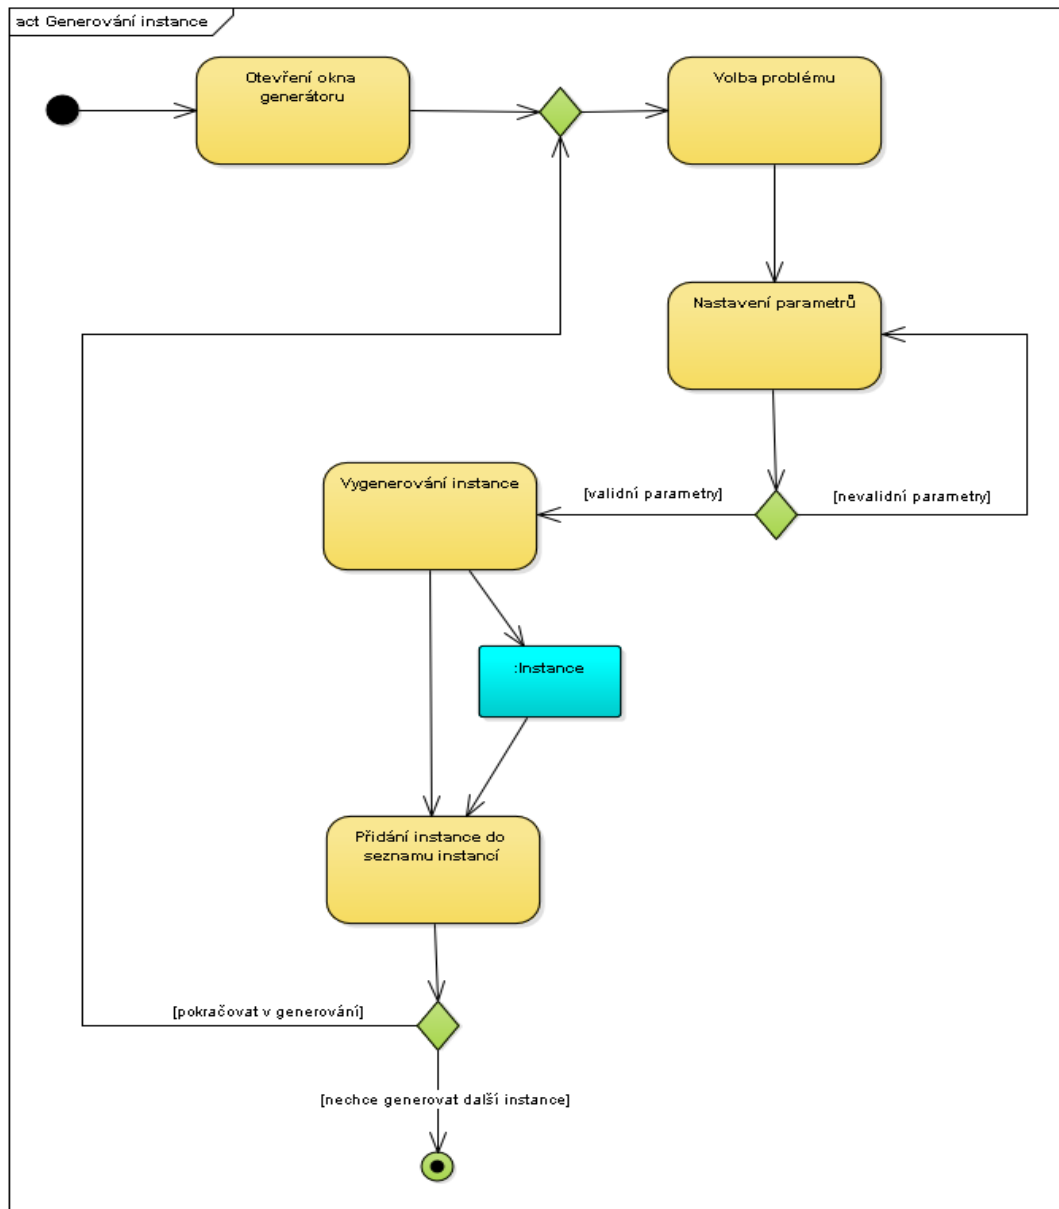 act Generování instance
Otevření okna
generátoru
Volba problému
Nastavení parametrů
Vygenerování instance
[validní parametry]
[nevalidní parametry]
:Instance
Přidání instance do
seznamu instancí
[pokračovat v generování]
[nechce generovat další instance]